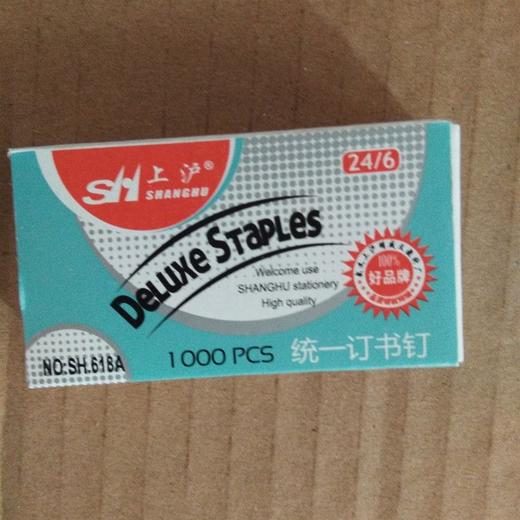 SH 上沪®
SHANGHU
24/6
DELUXE STAPLES
Welcome use
SHANGHU stationery
High quality
100%
好品牌
NO:SH.618A
1000 PCS 统一订书钉